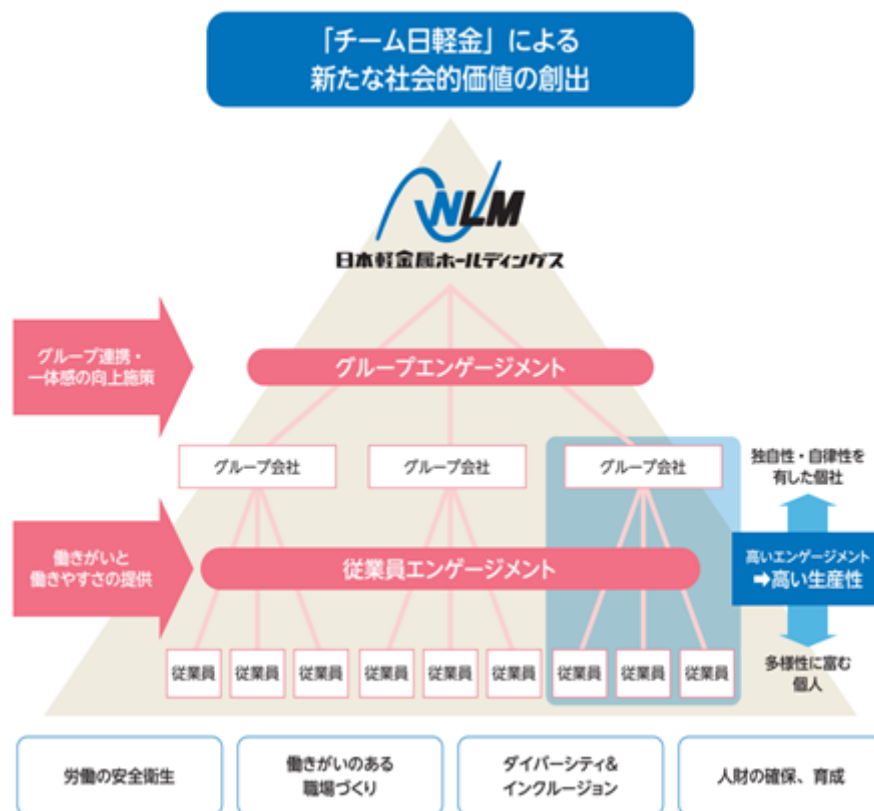 「チーム日軽金」による
新たな社会的価値の創出
NLM
日本軽金属ホールディングス
グループ連携・
一体感の向上施策
グループエンゲージメント
グループ会社
グループ会社
グループ会社
独自性・自律性を
有した個社
働きがいと
働きやすさの提供
従業員エンゲージメント
高いエンゲージメント
➡高い生産性
従業員
従業員
従業員
従業員
従業員
従業員
従業員
従業員
従業員
多様性に富む
個人
労働の安全衛生
働きがいのある
職場づくり
ダイバーシティ&
インクルージョン
人財の確保、育成